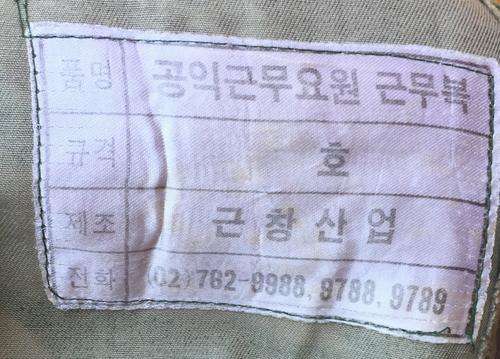 품명 공익근무요원 근무복
규격 호
제조 근창산업
전화 (02)762-9988, 9788, 9789